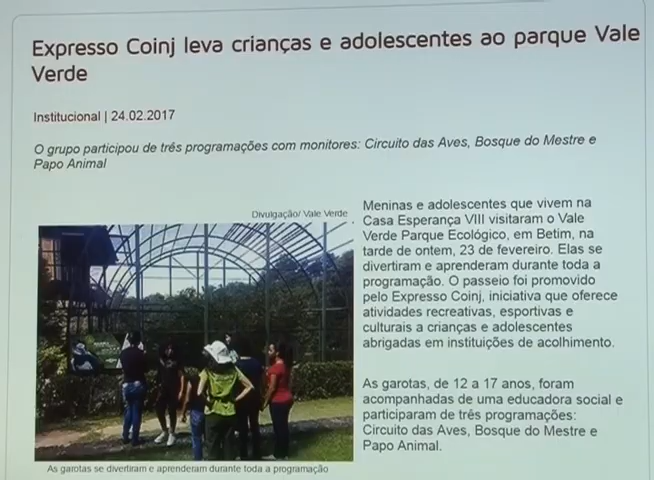 Expresso Coinj leva crianças e adolescentes ao parque Vale
Verde
Institucional | 24.02.2017
O grupo participou de três programações com monitores: Circuito das Aves, Bosque do Mestre e
Papo Animal
Divulgação/ Vale Verde
Meninas e adolescentes que vivem na
Casa Esperança VIII visitaram o Vale
Verde Parque Ecológico, em Betim, na
tarde de ontem, 23 de fevereiro. Elas se
divertiram e aprenderam durante toda a
programação. O passeio foi promovido
pelo Expresso Coinj, iniciativa que oferece
atividades recreativas, esportivas e
culturais a crianças e adolescentes
abrigadas em instituições de acolhimento.
As garotas, de 12 a 17 anos, foram
acompanhadas de uma educadora social e
participaram de três programações:
Circuito das Aves, Bosque do Mestre e
Papo Animal.
As garotas se divertiram e aprenderam durante toda a programação